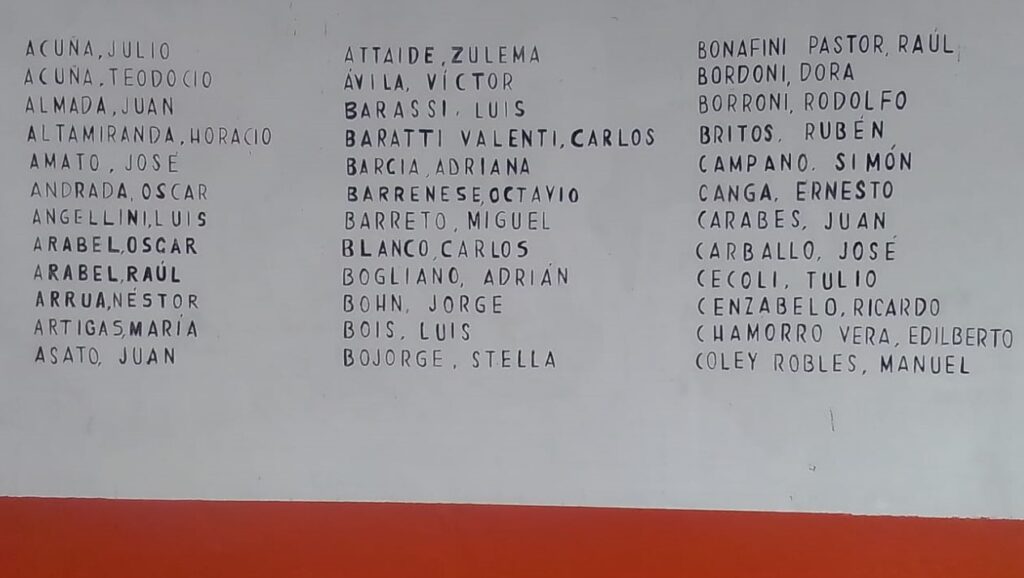 ACUÑA, JULIO
ACUÑA, TEODOCIO
ALMADA, JUAN
ALTAMIRANDA, HORACIO
AMATO, JOSÉ
ANDRADA, OSCAR
ANGELLINI, LUIS
ARABEL, OSCAR
ARABEL, RAÚL
ARRUA, NÉSTOR
ARTIGAS, MARÍA
ASATO, JUAN
ATTAIDE, ZULEMA
ÁVILA, VÍCTOR
BARASSI, LUIS
BARATTI VALENTI, CARLOS
BARCIA, ADRIANA
BARRENESE, OCTAVIO
BARRETO, MIGUEL
BLANCO, CARLOS
BOGLIANO, ADRIÁN
BOHN, JORGE
BOIS, LUIS
BOJORGE, STELLA
BONAFINI PASTOR, RAÚL
BORDONI, DORA
BORRONI, RODOLFO
BRITOS, RUBÉN
CAMPANO, SIMÓN
CANGA, ERNESTO
CARABES, JUAN
CARBALLO, JOSÉ
CECOLI, TULIO
CENZABELO, RICARDO
CHAMORRO VERA, EDILBERTO
COLEY ROBLES, MANUEL